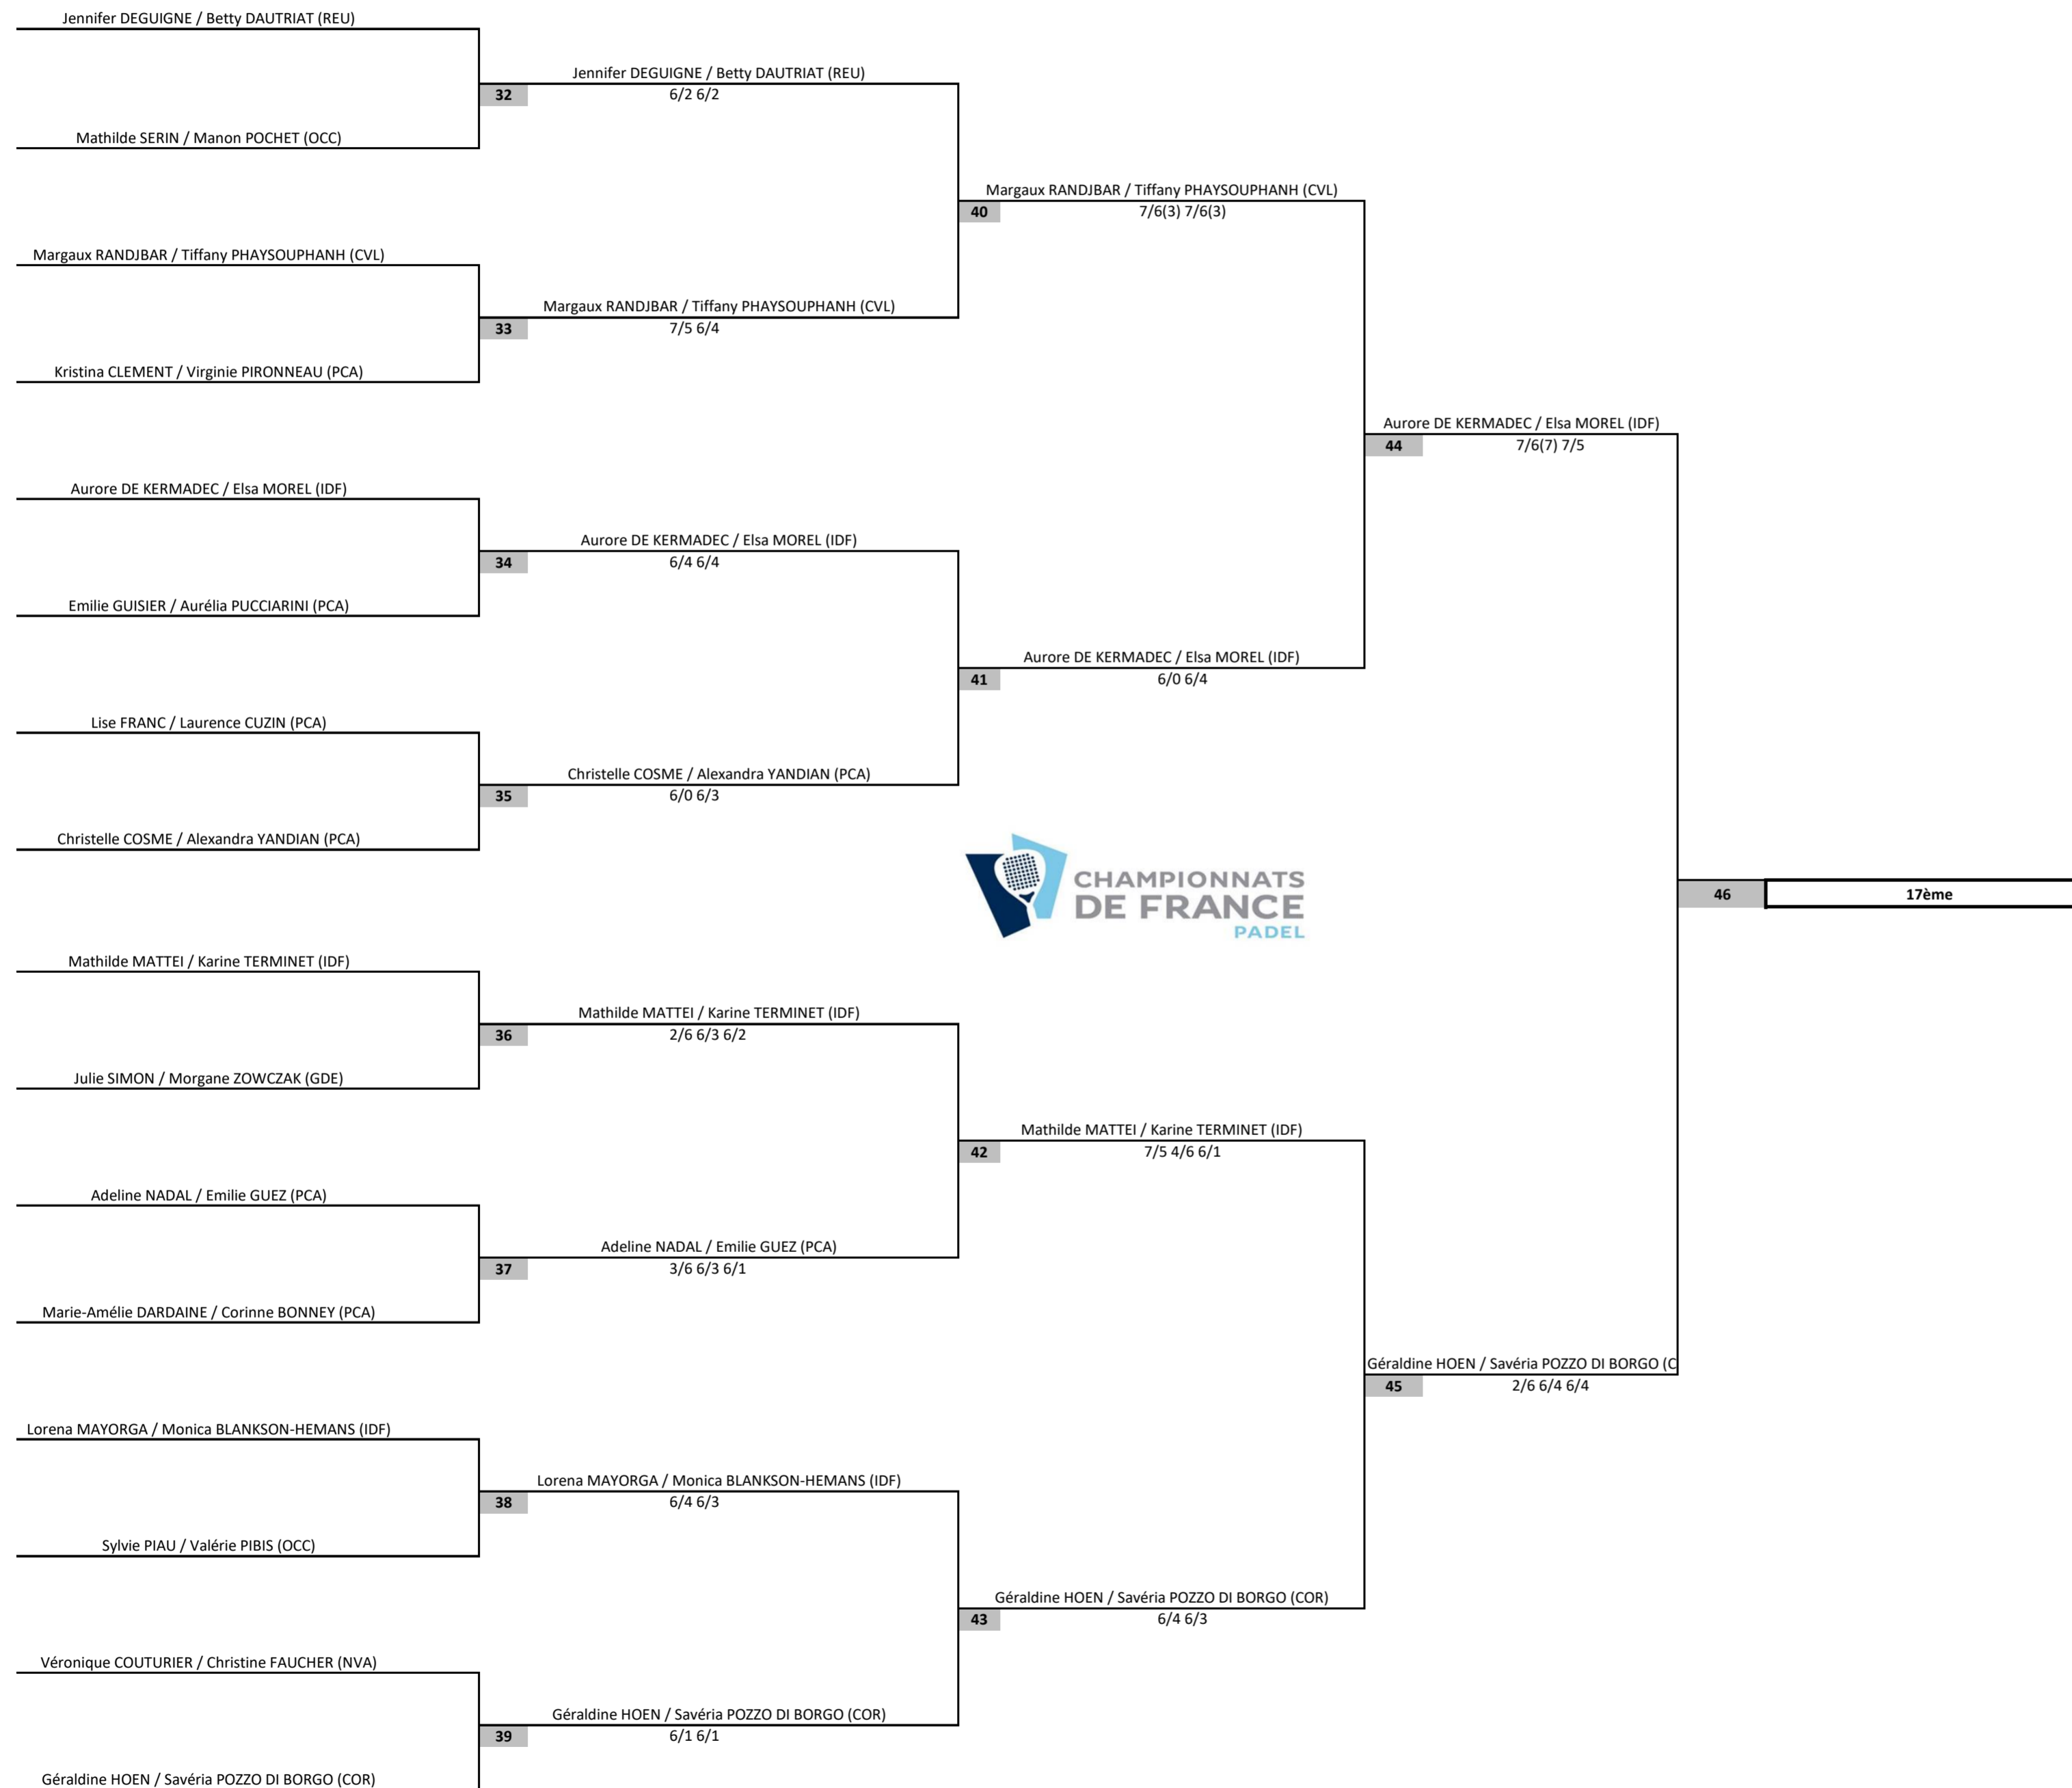 Jennifer DEGUIGNE / Betty DAUTRIAT (REU)
Jennifer DEGUIGNE / Betty DAUTRIAT (REU)
32
6/2 6/2
Mathilde SERIN / Manon POCHET (OCC)
Margaux RANDJBAR / Tiffany PHAYSOUPHANH (CVL)
40
7/6(3) 7/6(3)
Margaux RANDJBAR / Tiffany PHAYSOUPHANH (CVL)
Margaux RANDJBAR / Tiffany PHAYSOUPHANH (CVL)
33
7/5 6/4
Kristina CLEMENT / Virginie PIRONNEAU (PCA)
Aurore DE KERMADEC / Elsa MOREL (IDF)
44
7/6(7) 7/5
Aurore DE KERMADEC / Elsa MOREL (IDF)
Aurore DE KERMADEC / Elsa MOREL (IDF)
34
6/4 6/4
Emilie GUISIER / Aurélia PUCCIARINI (PCA)
Aurore DE KERMADEC / Elsa MOREL (IDF)
41
6/0 6/4
Lise FRANC / Laurence CUZIN (PCA)
Christelle COSME / Alexandra YANDIAN (PCA)
35
6/0 6/3
Christelle COSME / Alexandra YANDIAN (PCA)
CHAMPIONNATS
DE FRANCE
PADEL
46
17ème
Mathilde MATTEI / Karine TERMINET (IDF)
Mathilde MATTEI / Karine TERMINET (IDF)
36
2/6 6/3 6/2
Julie SIMON / Morgane ZOWCZAK (GDE)
Mathilde MATTEI / Karine TERMINET (IDF)
42
7/5 4/6 6/1
Adeline NADAL / Emilie GUEZ (PCA)
Adeline NADAL / Emilie GUEZ (PCA)
37
3/6 6/3 6/1
Marie-Amélie DARDAINE / Corinne BONNEY (PCA)
Géraldine HOEN / Savéria POZZO DI BORGO (C
45
2/6 6/4 6/4
Lorena MAYORGA / Monica BLANKSON-HEMANS (IDF)
Lorena MAYORGA / Monica BLANKSON-HEMANS (IDF)
38
6/4 6/3
Sylvie PIAU / Valérie PIBIS (OCC)
Géraldine HOEN / Savéria POZZO DI BORGO (COR)
43
6/4 6/3
Véronique COUTURIER / Christine FAUCHER (NVA)
Géraldine HOEN / Savéria POZZO DI BORGO (COR)
39
6/1 6/1
Géraldine HOEN / Savéria POZZO DI BORGO (COR)